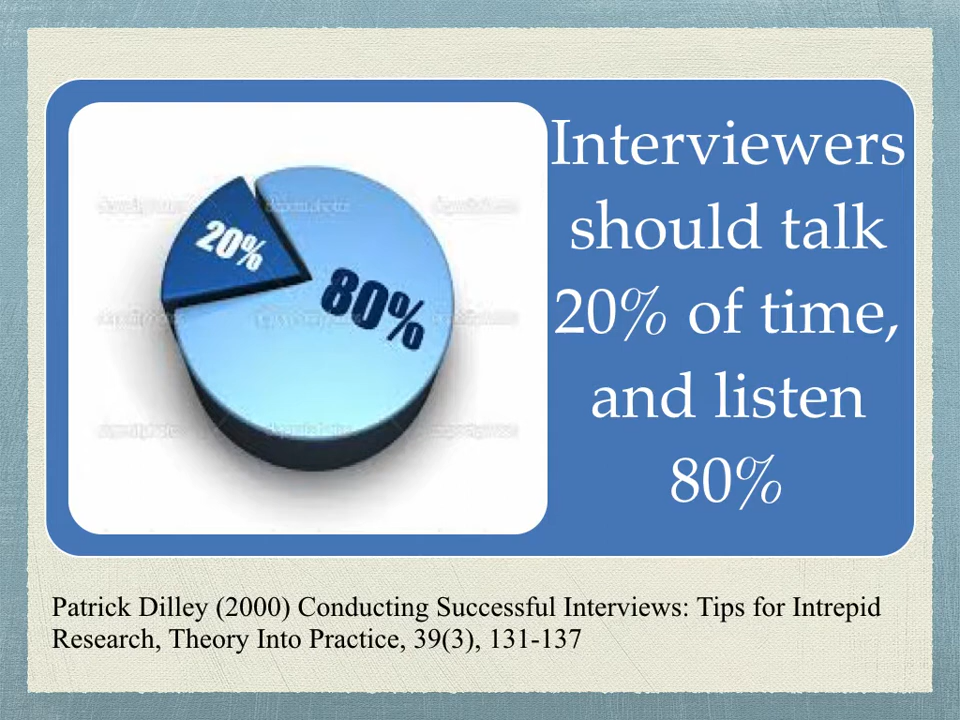 20%
80%
Interviewers
should talk
20% of time,
and listen
80%
Patrick Dilley (2000) Conducting Successful Interviews: Tips for Intrepid
Research, Theory Into Practice, 39(3), 131-137